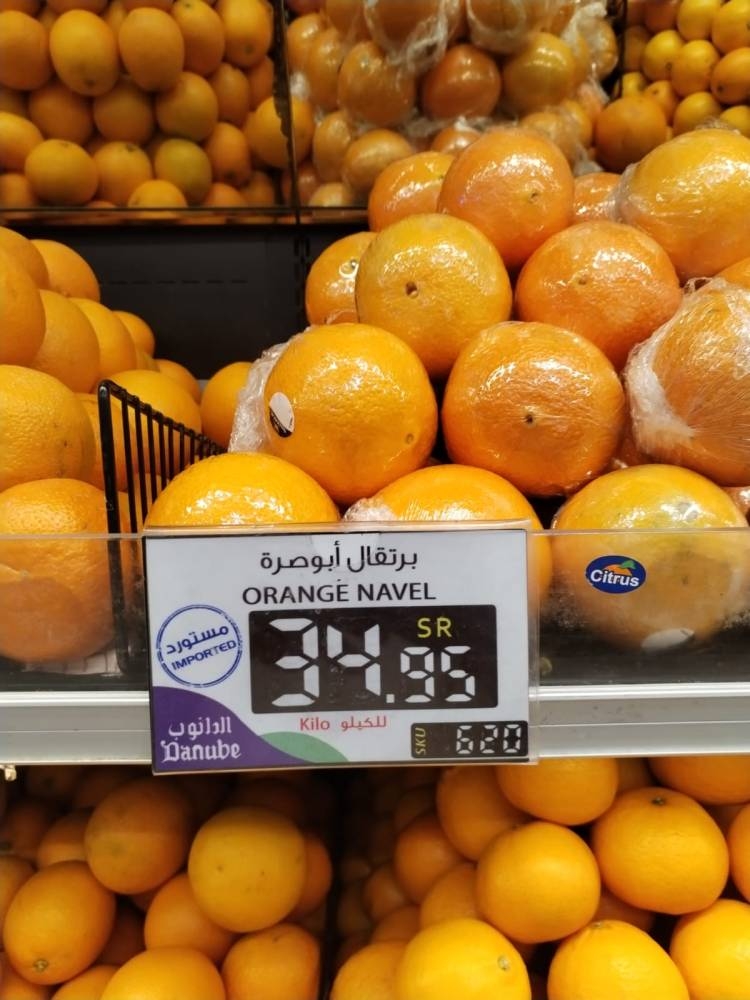 برتقال أبوصرة
ORANGE NAVEL
مستورد
IMPORTED
SR
34.95
Kilo للكيلو
الدانوب
Danube
SKU 620
Citrus